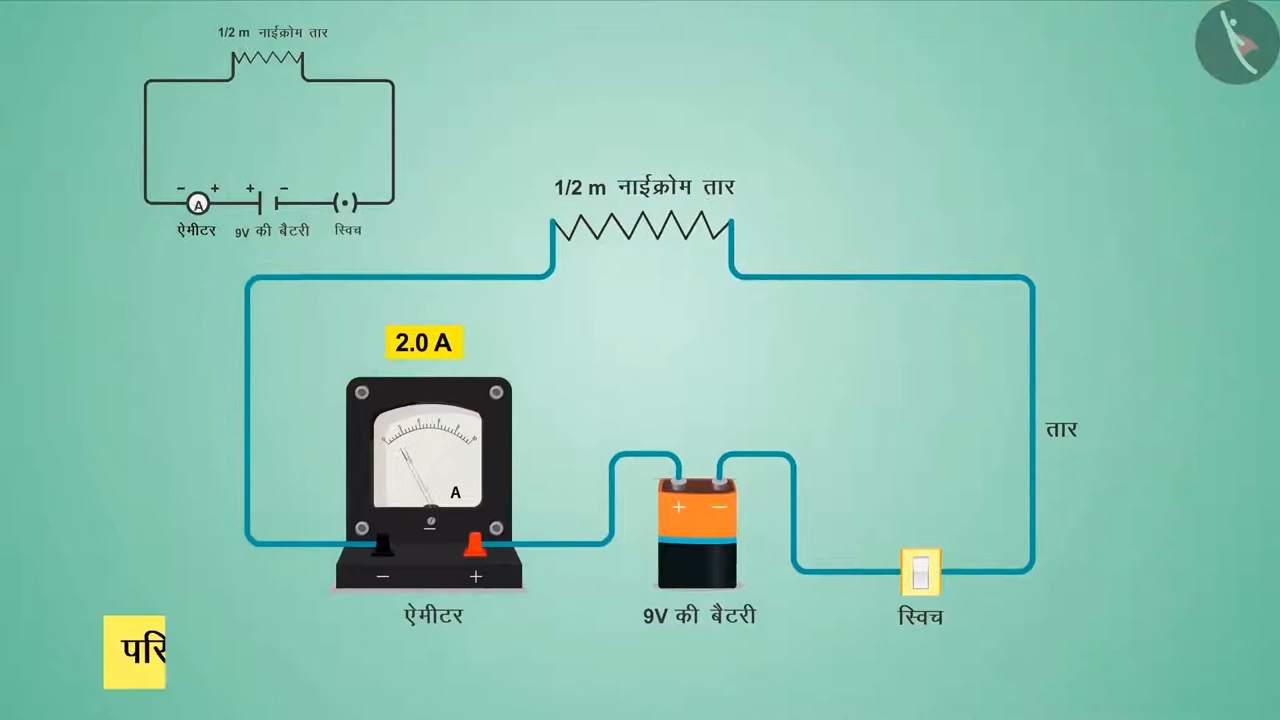 1/2 m नाईक्रोम तार
− + + −
A
ऐमीटर 9V की बैटरी स्विच
1/2 m नाईक्रोम तार
2.0 A
A
तार
+ −
− +
ऐमीटर 9V की बैटरी स्विच
परि